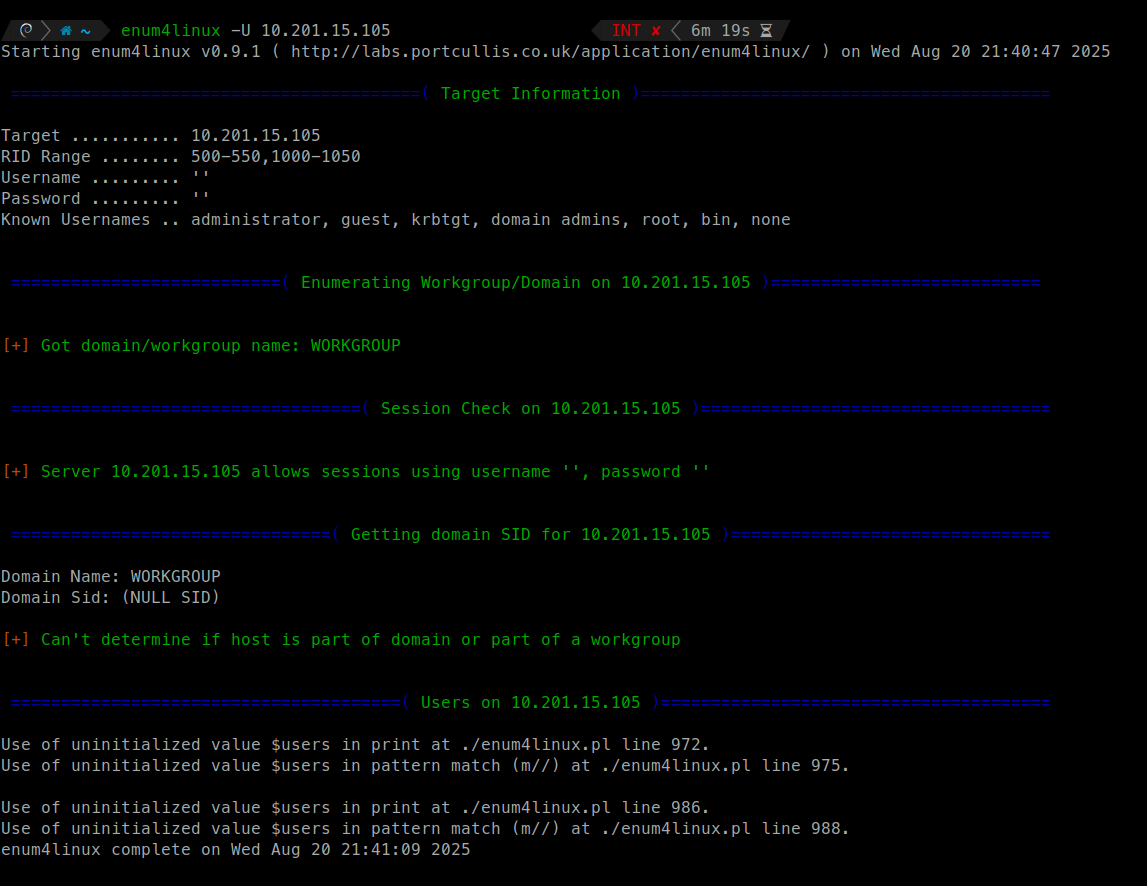 ~ enum4linux -U 10.201.15.105 INT ✘ 6m 19s
Starting enum4linux v0.9.1 ( http://labs.portcullis.co.uk/application/enum4linux/ ) on Wed Aug 20 21:40:47 2025
=========================================( Target Information )=========================================
Target ........... 10.201.15.105
RID Range ........ 500-550,1000-1050
Username ......... ''
Password ......... ''
Known Usernames .. administrator, guest, krbtgt, domain admins, root, bin, none
===========================( Enumerating Workgroup/Domain on 10.201.15.105 )===========================
[+] Got domain/workgroup name: WORKGROUP
===================================( Session Check on 10.201.15.105 )===================================
[+] Server 10.201.15.105 allows sessions using username '', password ''
================================( Getting domain SID for 10.201.15.105 )================================
Domain Name: WORKGROUP
Domain Sid: (NULL SID)
[+] Can't determine if host is part of domain or part of a workgroup
=======================================( Users on 10.201.15.105 )=======================================
Use of uninitialized value $users in print at ./enum4linux.pl line 972.
Use of uninitialized value $users in pattern match (m//) at ./enum4linux.pl line 975.
Use of uninitialized value $users in print at ./enum4linux.pl line 986.
Use of uninitialized value $users in pattern match (m//) at ./enum4linux.pl line 988.
enum4linux complete on Wed Aug 20 21:41:09 2025